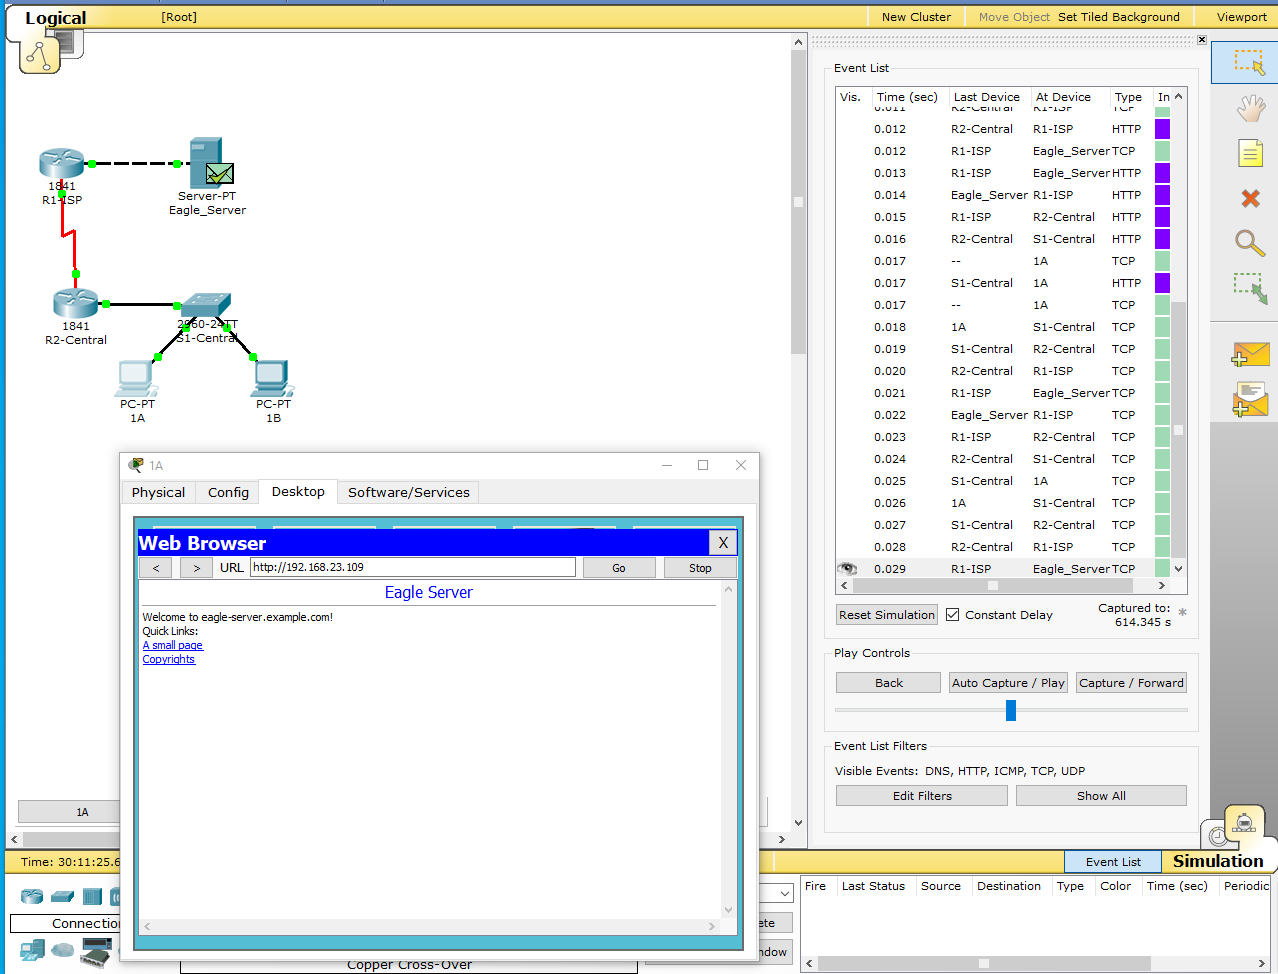 Logical
[Root]
New Cluster
Move Object
Set Tiled Background
Viewport
1841
R1-ISP
Server-PT
Eagle_Server
1841
R2-Central
2960-24TT
S1-Central
PC-PT
1A
PC-PT
1B
Event List
Vis. Time (sec) Last Device At Device Type In
0.011 R2-Central R1-ISP TCP
0.012 R2-Central R1-ISP HTTP
0.012 R1-ISP Eagle_Server TCP
0.013 R1-ISP Eagle_Server HTTP
0.014 Eagle_Server R1-ISP HTTP
0.015 R1-ISP R2-Central HTTP
0.016 R2-Central S1-Central HTTP
0.017 -- 1A TCP
0.017 S1-Central 1A HTTP
0.017 -- 1A TCP
0.018 1A S1-Central TCP
0.019 S1-Central R2-Central TCP
0.020 R2-Central R1-ISP TCP
0.021 R1-ISP Eagle_Server TCP
0.022 Eagle_Server R1-ISP TCP
0.023 R1-ISP R2-Central TCP
0.024 R2-Central S1-Central TCP
0.025 S1-Central 1A TCP
0.026 1A S1-Central TCP
0.027 S1-Central R2-Central TCP
0.028 R2-Central R1-ISP TCP
0.029 R1-ISP Eagle_Server TCP
Reset Simulation
Constant Delay
Captured to: *
614.345 s
Play Controls
Back
Auto Capture / Play
Capture / Forward
Event List Filters
Visible Events: DNS, HTTP, ICMP, TCP, UDP
Edit Filters
Show All
1A
Physical
Config
Desktop
Software/Services
Web Browser
X
<
>
URL
http://192.168.23.109
Go
Stop
Eagle Server
Welcome to eagle-server.example.com!
Quick Links:
A small page
Copyrights
1A
Time: 30:11:25.6
Event List
Simulation
Connectio
Fire Last Status Source Destination Type Color Time (sec) Periodic
ete
ndow
Copper Cross-Over